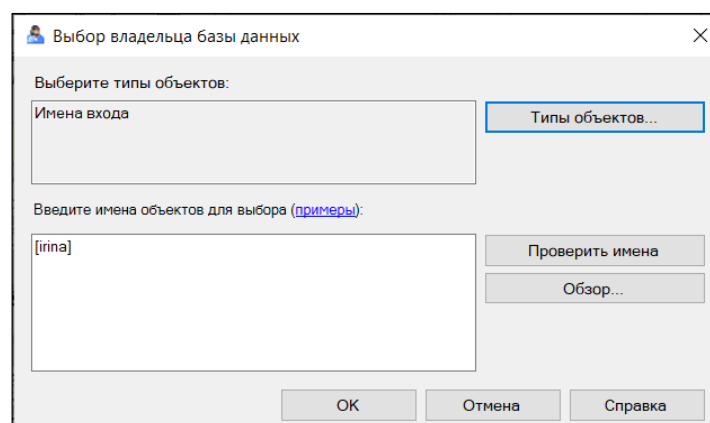 Выбор владельца базы данных
Выберите типы объектов:
Имена входа
Типы объектов...
Введите имена объектов для выбора (примеры):
[irina]
Проверить имена
Обзор...
OK
Отмена
Справка